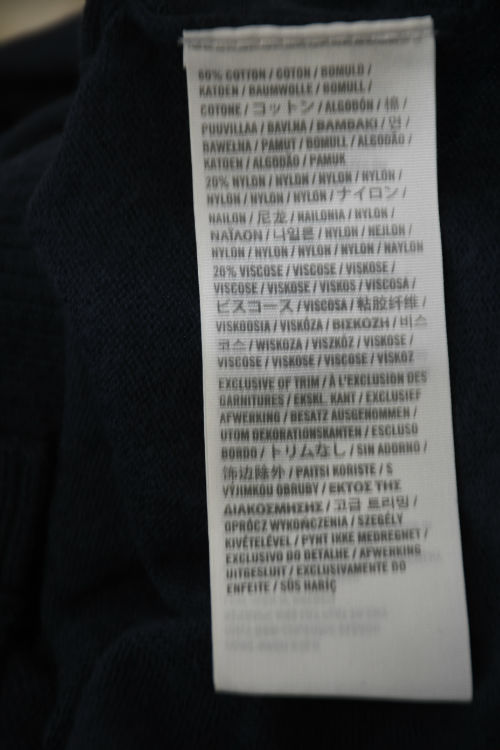 60% COTTON / COTON / BOMULD /
KATOEN / BAUMWOLLE / BOMULL /
COTONE / コットン / ALGODÓN / 棉 /
PUUVILLAA / BAVLNA / ΒΑΜΒΑΚΙ / 면 /
BAWEŁNA / PAMUT / BOMULL / ALGODÃO /
KATOEN / ALGODÃO / PAMUK
20% NYLON / NYLON / NYLON / NYLON /
NYLON / NYLON / NYLON / ナイロン /
NAILON / 尼龙 / NAILONIA / NYLON /
ΝΑΪΛΟΝ / 나일론 / NYLON / NEJLON /
NYLON / NYLON / NYLON / NYLON / NAYLON
20% VISCOSE / VISCOSE / VISKOSE /
VISCOSE / VISKOSE / VISKOS / VISCOSA /
ビスコース / VISCOSA / 粘胶纤维 /
VISKOOSIA / VISKÓZA / ΒΙΣΚΟΖΗ / 비스
코스 / WISKOZA / VISZKÓZ / VISKOSE /
VISCOSE / VISKOSE / VISCOSE / VISKOZ
EXCLUSIVE OF TRIM / À L'EXCLUSION DES
GARNITURES / EKSKL. KANT / EXCLUSIEF
AFWERKING / BESATZ AUSGENOMMEN /
UTOM DEKORATIONSKANTEN / ESCLUSO
BORDO / トリムなし / SIN ADORNO /
饰边除外 / PAITSI KORISTE / S
VÝJIMKOU OBRUBY / ΕΚΤΟΣ ΤΗΣ
ΔΙΑΚΟΣΜΗΣΗΣ / 고급 트리밍 /
OPRÓCZ WYKOŃCZENIA / SZEGÉLY
KIVÉTELÉVEL / PYNT IKKE MEDREGNET /
EXCLUSIVO DO DETALHE / AFWERKING
UITGESLUIT / EXCLUSIVAMENTE DO
ENFEITE / SÜS HARİÇ